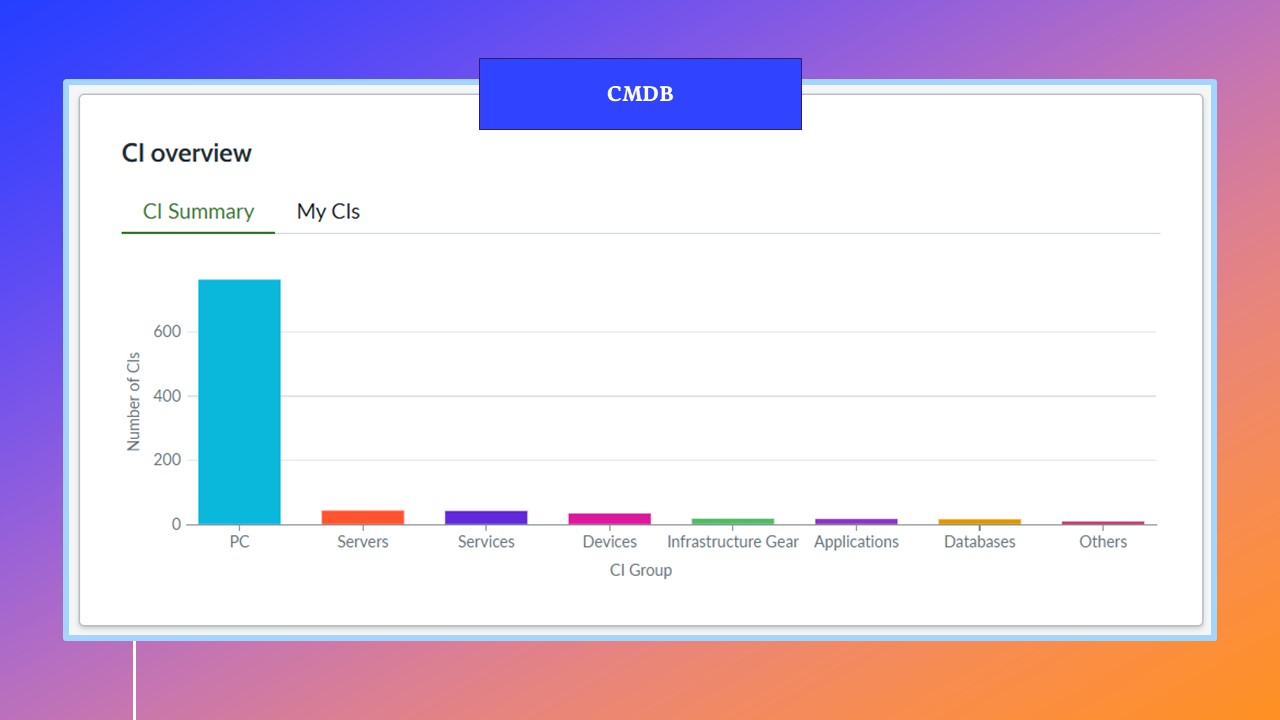 CMDB
CI overview
CI Summary My CIs
Number of CIs
600
400
200
0
PC Servers Services Devices Infrastructure Gear Applications Databases Others
CI Group